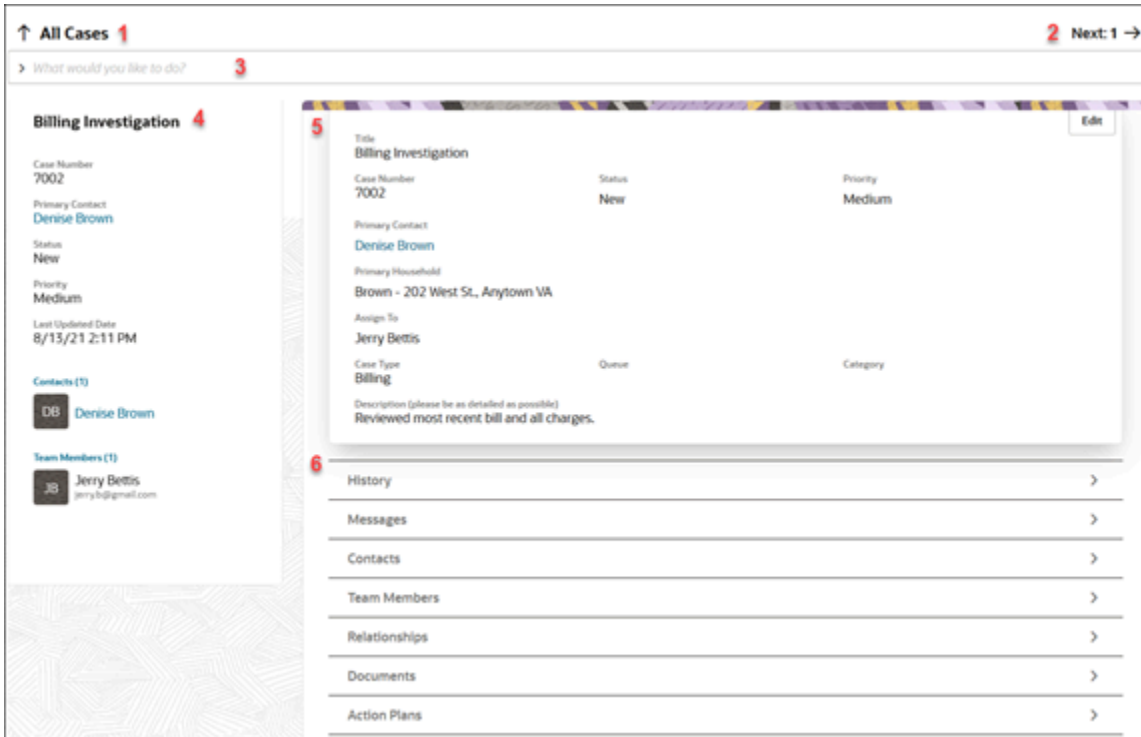 ↑ All Cases 1
2 Next: 1 →
> What would you like to do? 3
Billing Investigation 4
Case Number
7002
Primary Contact
Denise Brown
Status
New
Priority
Medium
Last Updated Date
8/13/21 2:11 PM
Contacts (1)
DB Denise Brown
Team Members (1)
JB Jerry Bettis
jerry.b@gmail.com
5
Edit
Title
Billing Investigation
Case Number Status Priority
7002 New Medium
Primary Contact
Denise Brown
Primary Household
Brown - 202 West St., Anytown VA
Assign To
Jerry Bettis
Case Type Queue Category
Billing
Description (please be as detailed as possible)
Reviewed most recent bill and all charges.
6
History >
Messages >
Contacts >
Team Members >
Relationships >
Documents >
Action Plans >